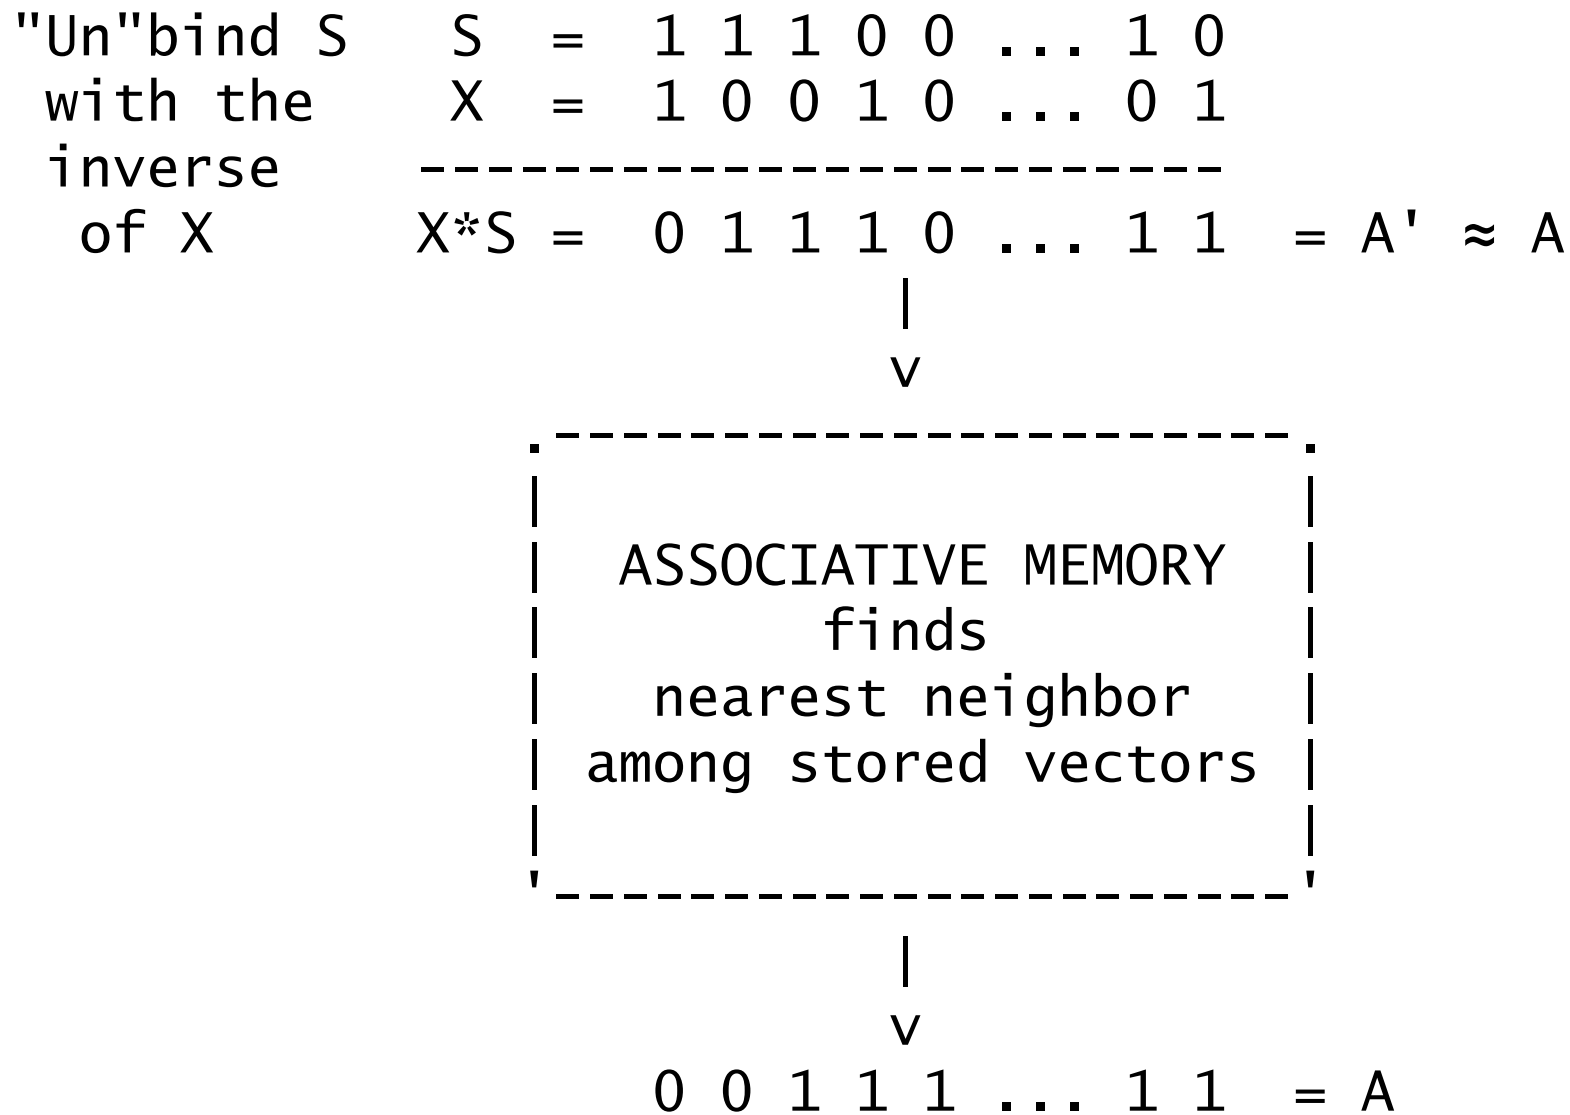 "Un"bind S   S  =  1 1 1 0 0 ... 1 0
with the    X  =  1 0 0 1 0 ... 0 1
inverse   ------------------------
of X      X*S =  0 1 1 1 0 ... 1 1  = A' ≈ A
|
v
.----------------------.
|                      |
|  ASSOCIATIVE MEMORY  |
|        finds         |
|   nearest neighbor   |
| among stored vectors |
|                      |
'----------------------'
|
v
0 0 1 1 1 ... 1 1  = A